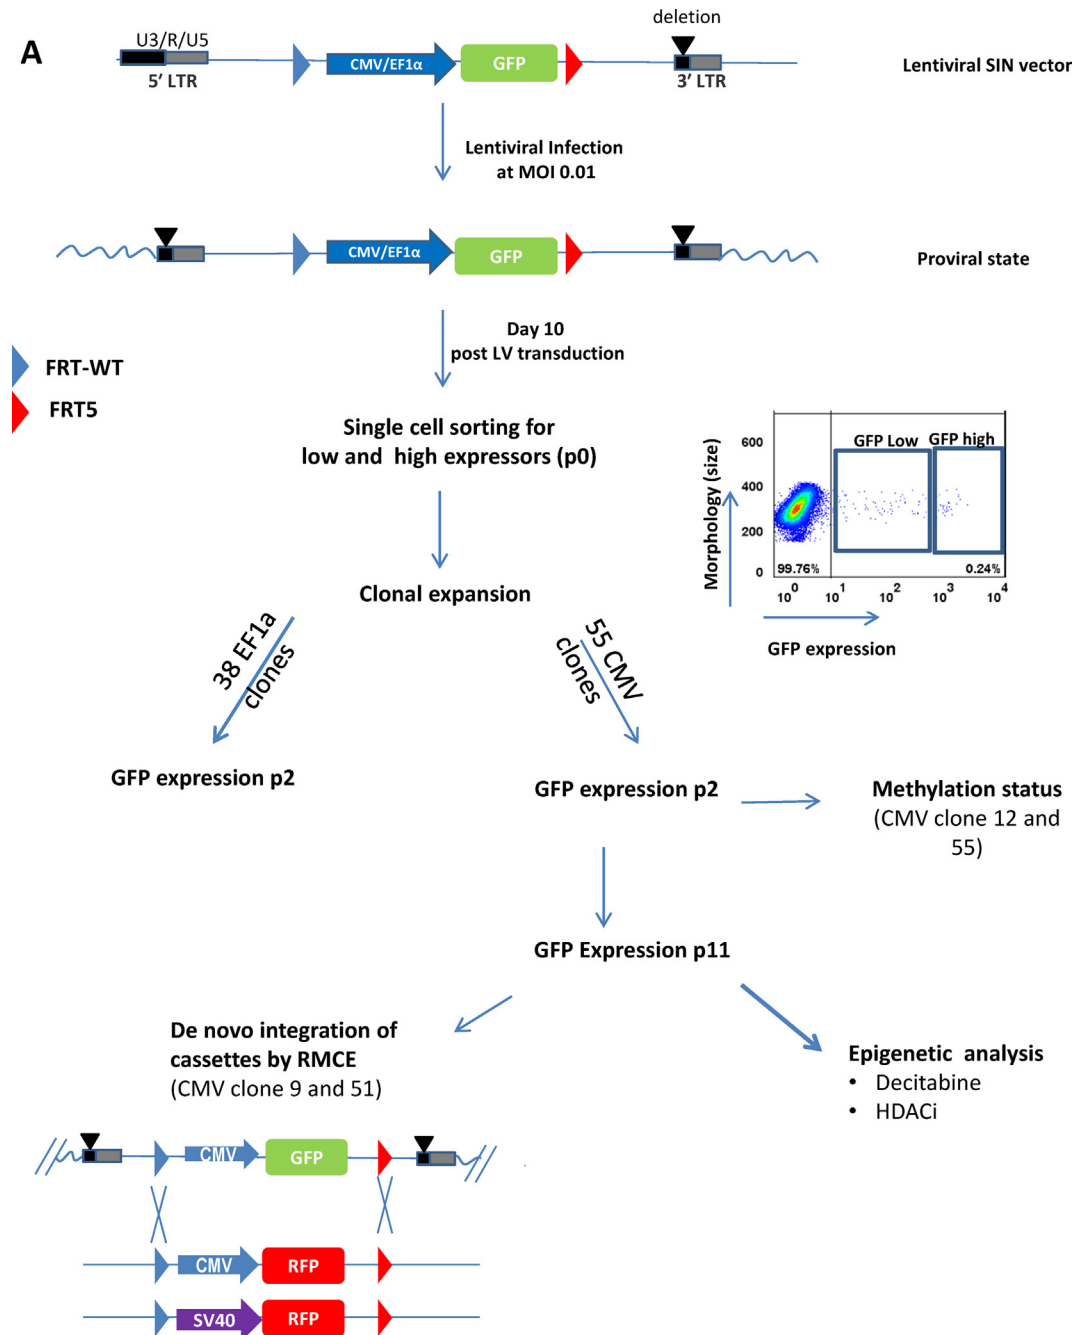 A
U3/R/U5
5' LTR
CMV/EF1α
GFP
deletion
3' LTR
Lentiviral SIN vector
Lentiviral Infection
at MOI 0.01
CMV/EF1α
GFP
Proviral state
Day 10
post LV transduction
FRT-WT
FRT5
Single cell sorting for
low and high expressors (p0)
Morphology (size)
600
400
200
0
GFP Low
GFP high
99.76%
0.24%
10^0
10^1
10^2
10^3
10^4
GFP expression
Clonal expansion
38 EF1a
clones
55 CMV
clones
GFP expression p2
GFP expression p2
Methylation status
(CMV clone 12 and
55)
GFP Expression p11
De novo integration of
cassettes by RMCE
(CMV clone 9 and 51)
Epigenetic analysis
• Decitabine
• HDACi
CMV
GFP
CMV
RFP
SV40
RFP